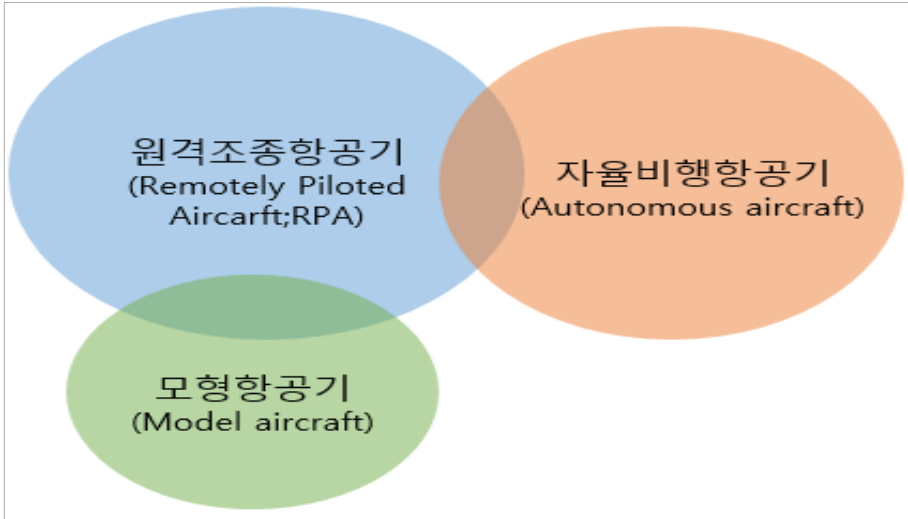 원격조종항공기
(Remotely Piloted
Aircarft;RPA)
자율비행항공기
(Autonomous aircraft)
모형항공기
(Model aircraft)